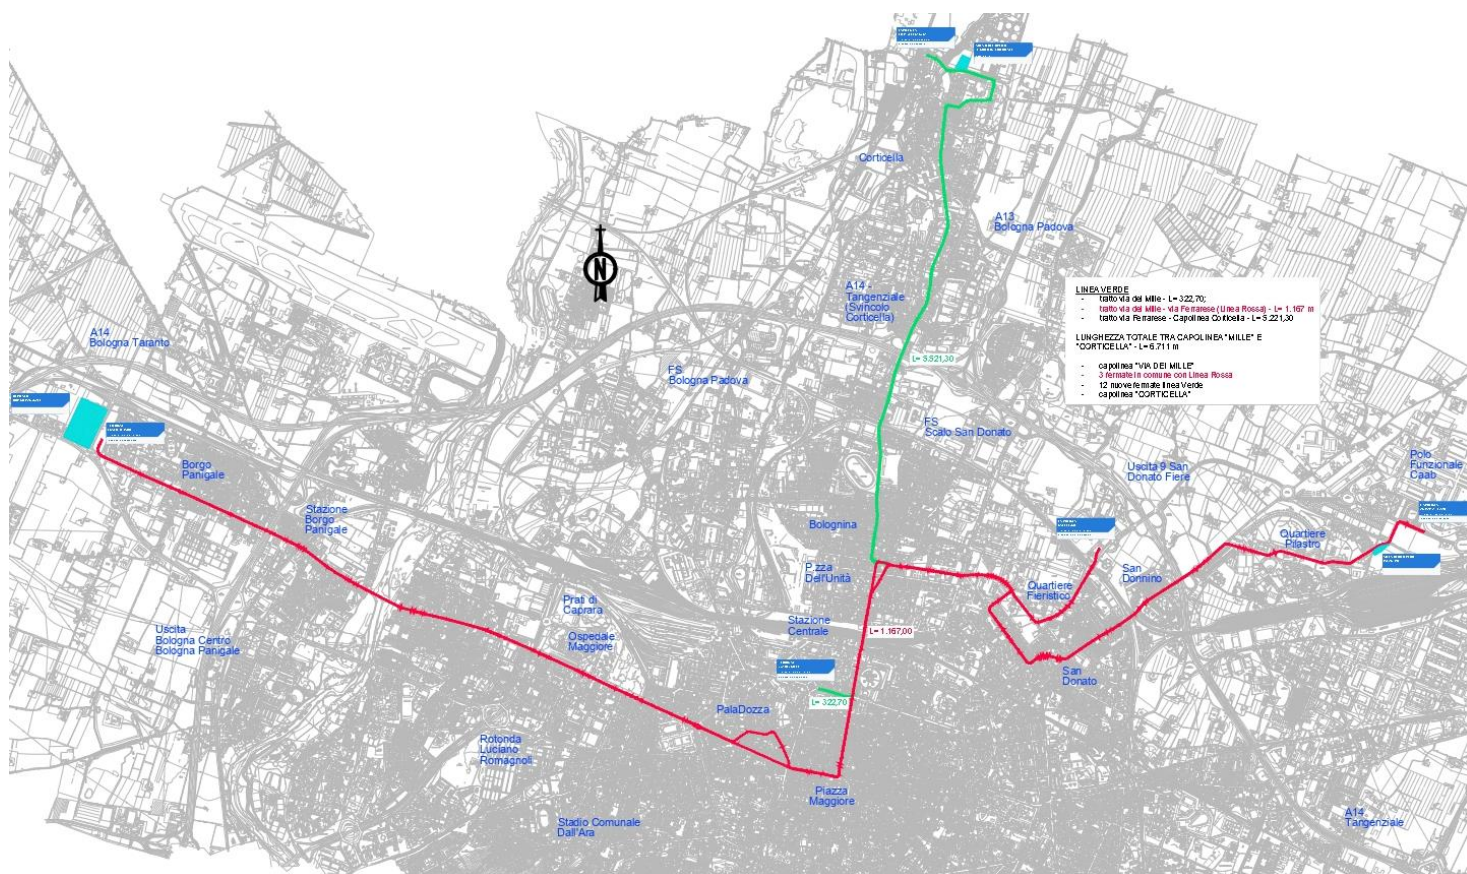 Corticella
A13
Bologna Padova
A14 -
Tangenziale
(Svincolo
Corticella)
LINEA VERDE
- tratto via dei Mille - L= 322,70;
- tratto via dei Mille - via Ferrarese (Linea Rossa) - L= 1.167 m
- tratto via Ferrarese - Capolinea Corticella - L= 5.221,30
LUNGHEZZA TOTALE TRA CAPOLINEA "MILLE" E
"CORTICELLA" - L= 6.711 m
- capolinea "VIA DEI MILLE"
- 3 fermate in comune con Linea Rossa
- 12 nuove fermate linea Verde
- capolinea "CORTICELLA"
N
A14
Bologna Taranto
L= 5.521,30
FS
Bologna Padova
FS
Scalo San Donato
Borgo
Panigale
Uscita 9 San
Donato Fiere
Polo
Funzionale
Caab
Stazione
Borgo
Panigale
Bolognina
Quartiere
Pilastro
P.zza
Dell'Unità
San
Donnino
Quartiere
Fieristico
Prati di
Caprara
Stazione
Centrale
L= 1.167,00
Uscita
Bologna Centro
Bologna Panigale
Ospedale
Maggiore
San
Donato
L= 322,70
PalaDozza
Rotonda
Luciano
Romagnoli
Piazza
Maggiore
Stadio Comunale
Dall'Ara
A14
Tangenziale